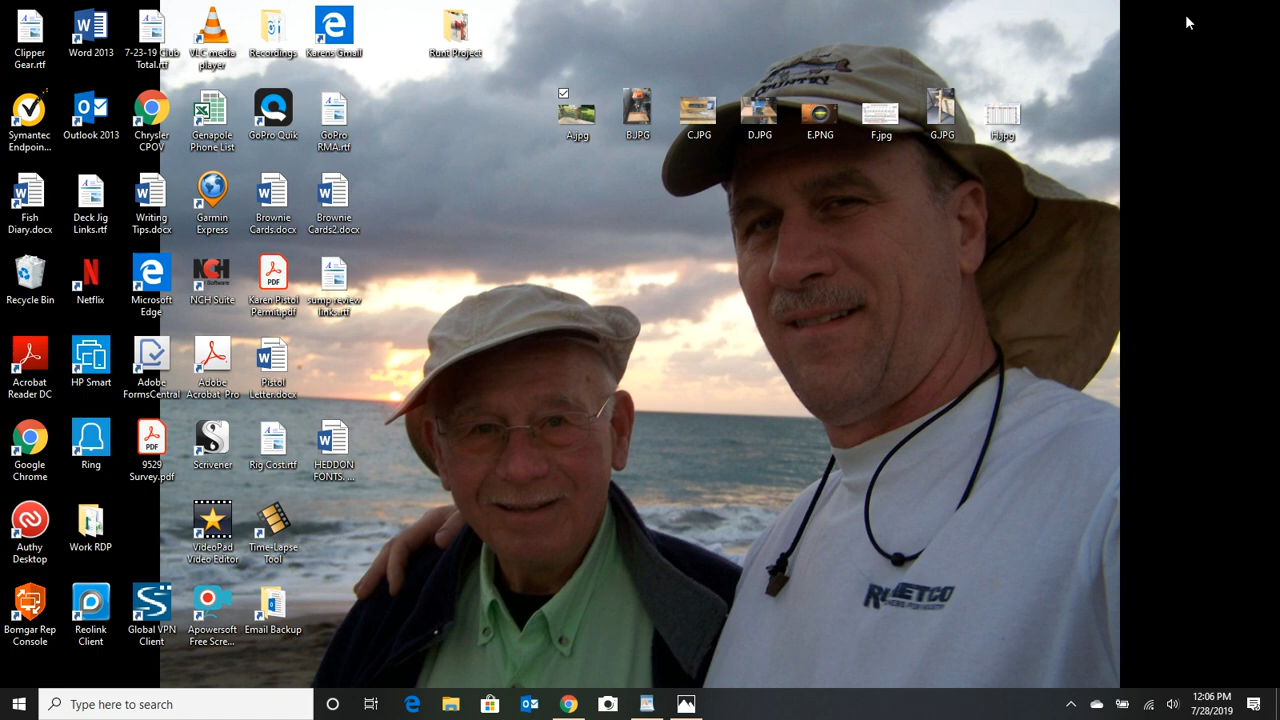 Clipper
Gear.rtf
Word 2013
7-23-19 Club
Total.rtf
VLC media
player
Recordings
Karens Gmail
Runt Project
Symantec
Endpoin...
Outlook 2013
Chrysler
CPOV
Genapole
Phone List
GoPro Quik
GoPro
RMA.rtf
A.jpg
B.JPG
C.JPG
D.JPG
E.PNG
F.jpg
G.JPG
H.jpg
Fish
Diary.docx
Deck Jig
Links.rtf
Writing
Tips.docx
Garmin
Express
Brownie
Cards.docx
Brownie
Cards2.docx
Recycle Bin
Netflix
Microsoft
Edge
NCH Suite
Karen Pistol
Permit.pdf
sump review
links.rtf
Acrobat
Reader DC
HP Smart
Adobe
FormsCentral
Adobe
Acrobat Pro
Pistol
Letter.docx
Google
Chrome
Ring
9529
Survey.pdf
Scrivener
Rig Cost.rtf
HEDDON
FONTS. ...
Authy
Desktop
Work RDP
VideoPad
Video Editor
Time-Lapse
Tool
Bomgar Rep
Console
Reolink
Client
Global VPN
Client
Apowersoft
Free Scre...
Email Backup
Type here to search
12:06 PM
7/28/2019